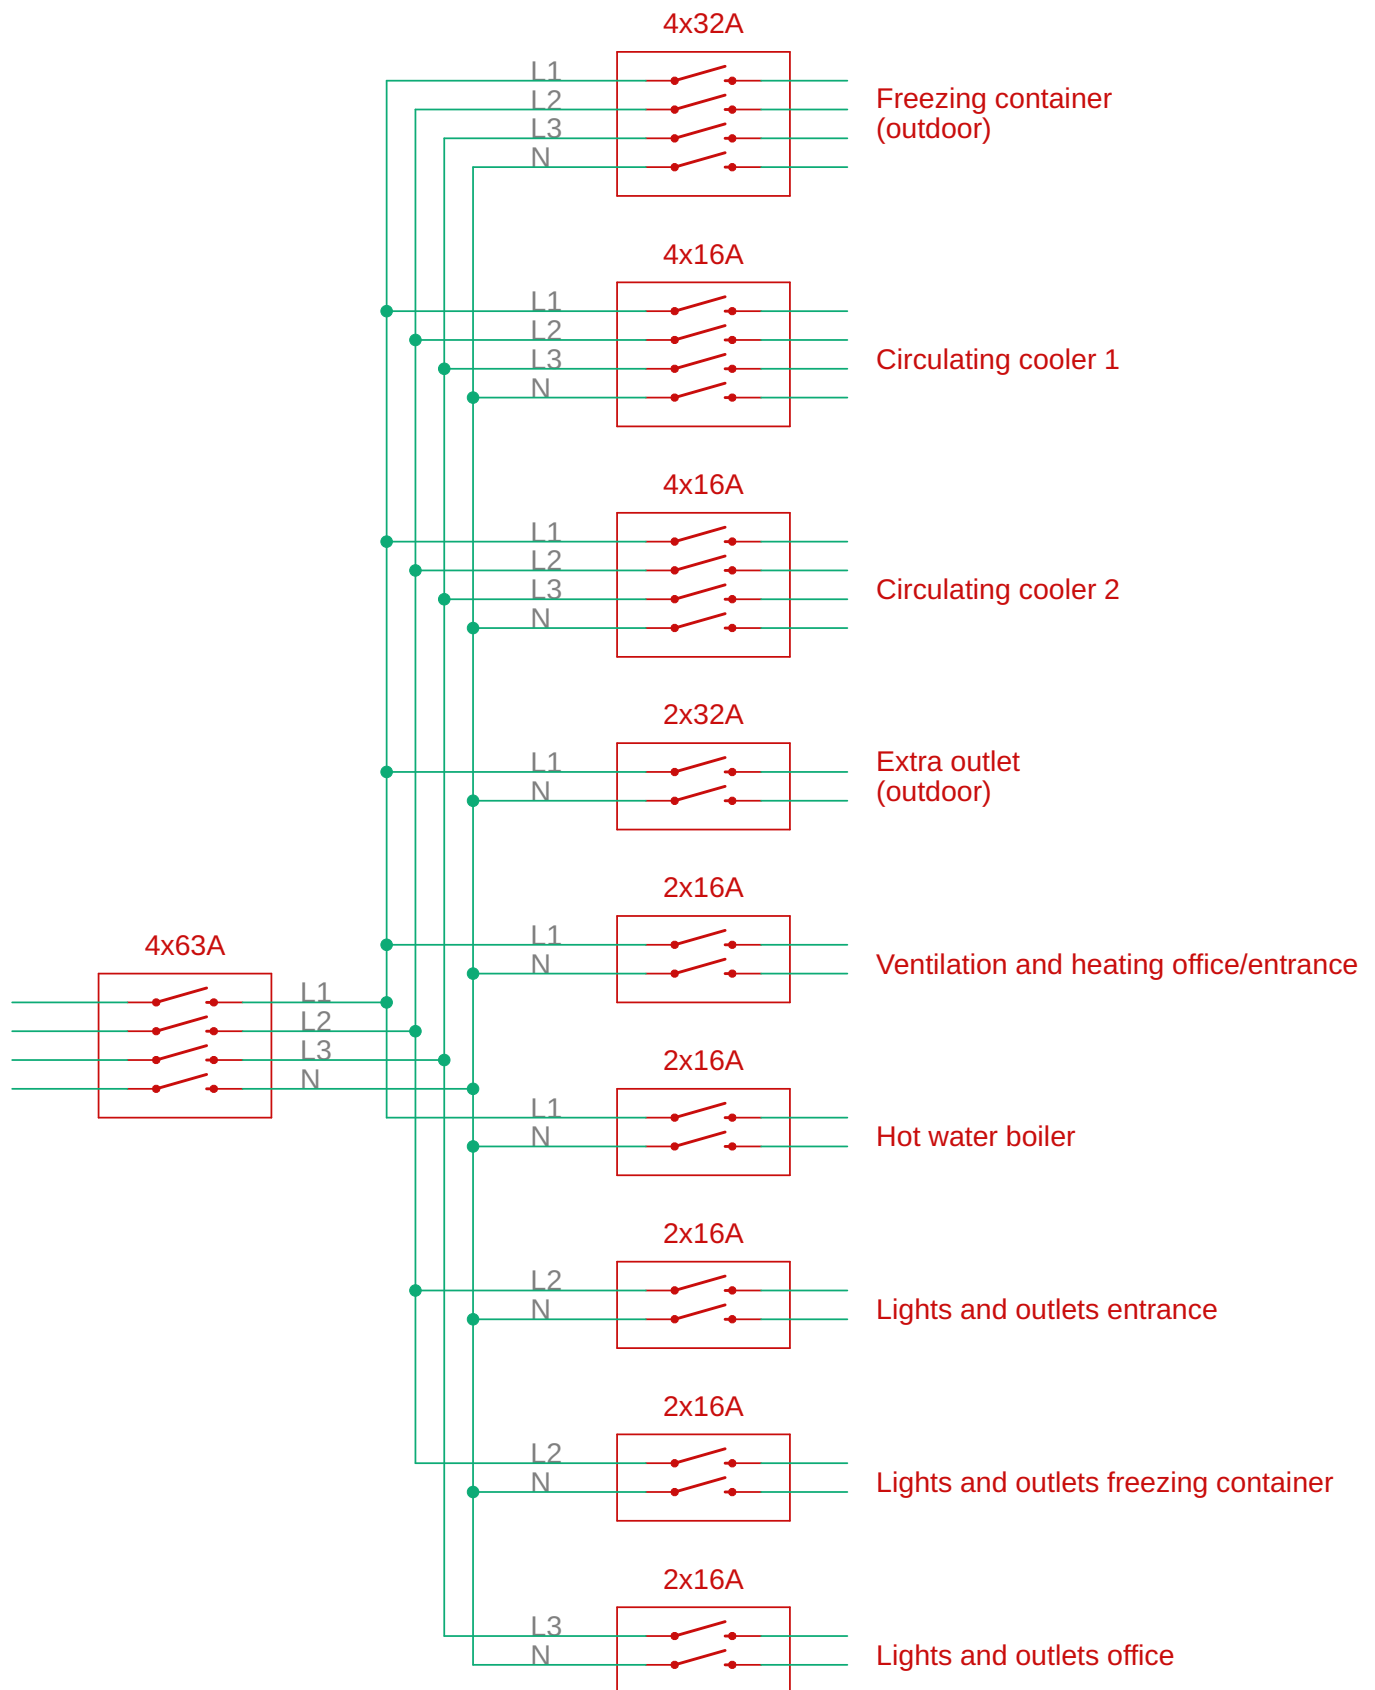 4x32A
L1
L2
L3
N
Freezing container
(outdoor)
4x16A
L1
L2
L3
N
Circulating cooler 1
4x16A
L1
L2
L3
N
Circulating cooler 2
2x32A
L1
N
Extra outlet
(outdoor)
2x16A
L1
N
Ventilation and heating office/entrance
4x63A
L1
L2
L3
N
2x16A
L1
N
Hot water boiler
2x16A
L2
N
Lights and outlets entrance
2x16A
L2
N
Lights and outlets freezing container
2x16A
L3
N
Lights and outlets office